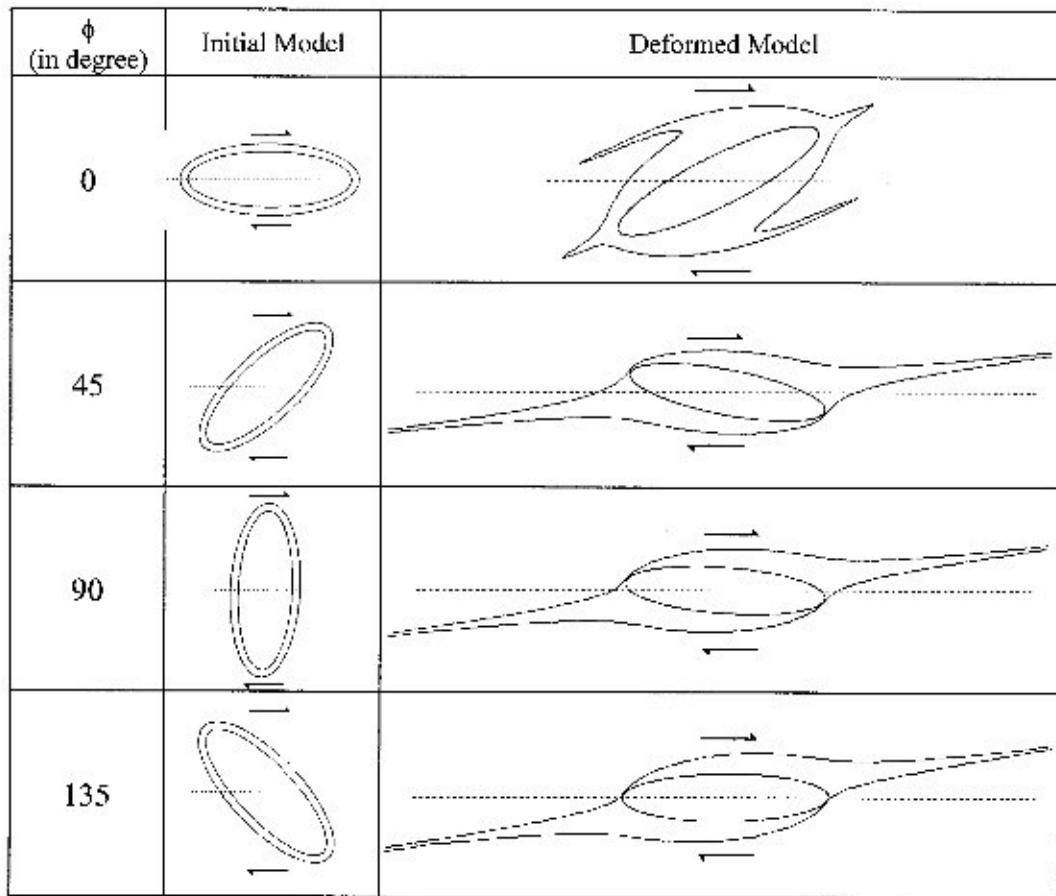 ϕ
(in degree)
Initial Model
Deformed Model
0
45
90
135